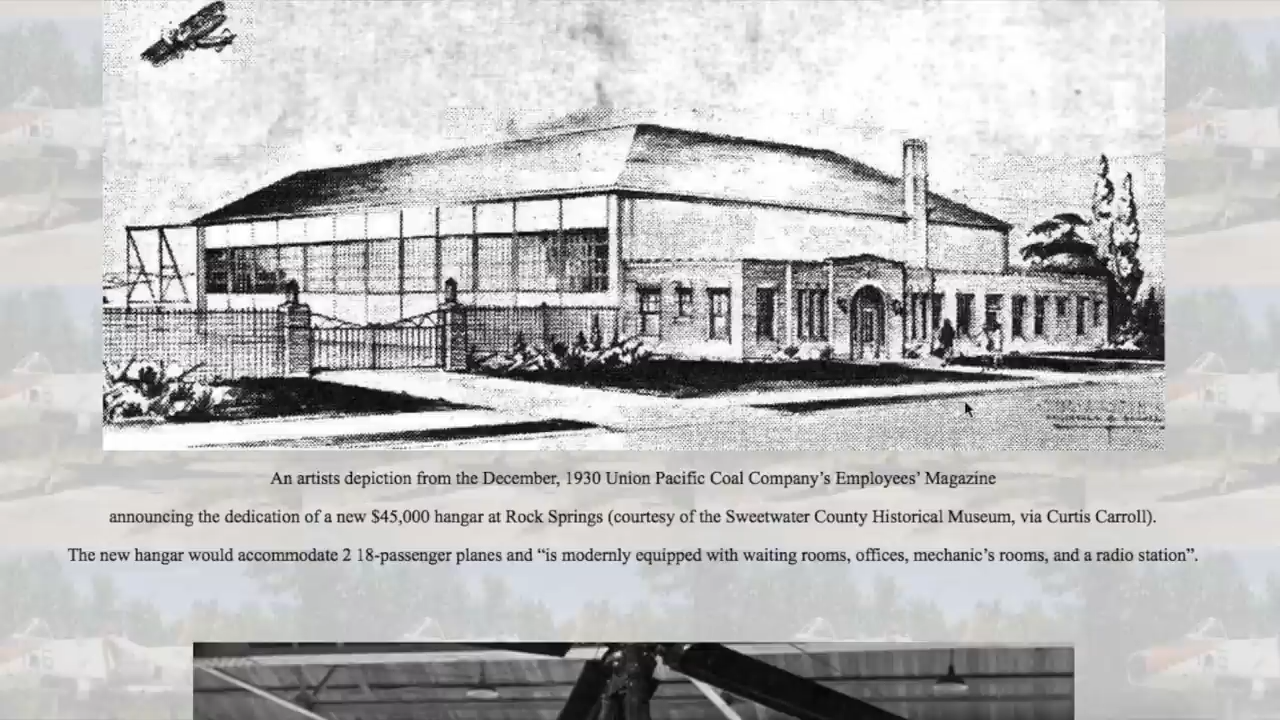 An artists depiction from the December, 1930 Union Pacific Coal Company’s Employees’ Magazine
announcing the dedication of a new $45,000 hangar at Rock Springs (courtesy of the Sweetwater County Historical Museum, via Curtis Carroll).
The new hangar would accommodate 2 18-passenger planes and “is modernly equipped with waiting rooms, offices, mechanic’s rooms, and a radio station”.